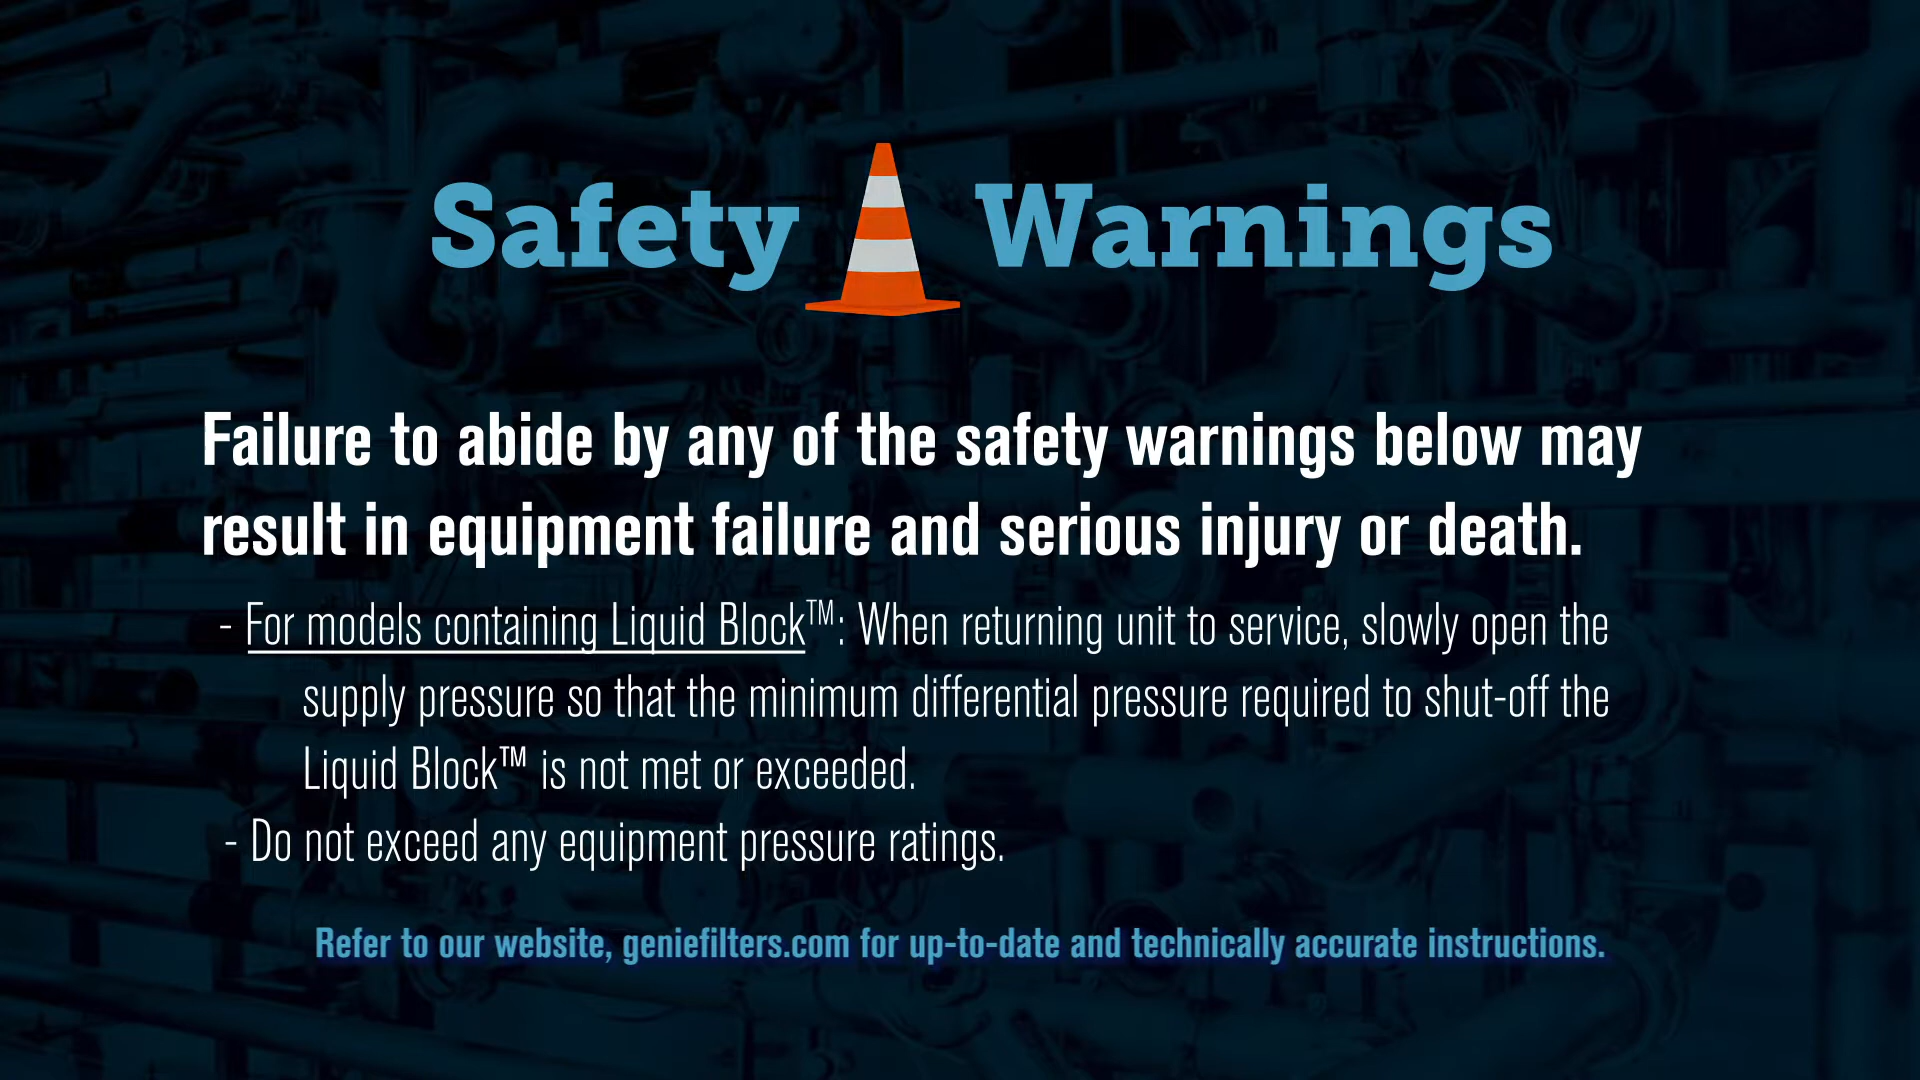 Safety Warnings
Failure to abide by any of the safety warnings below may
result in equipment failure and serious injury or death.
- For models containing Liquid Block™: When returning unit to service, slowly open the
supply pressure so that the minimum differential pressure required to shut-off the
Liquid Block™ is not met or exceeded.
- Do not exceed any equipment pressure ratings.
Refer to our website, geniefilters.com for up-to-date and technically accurate instructions.